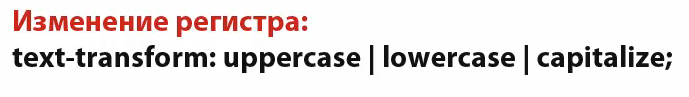 Изменение регистра:
text-transform: uppercase | lowercase | capitalize;